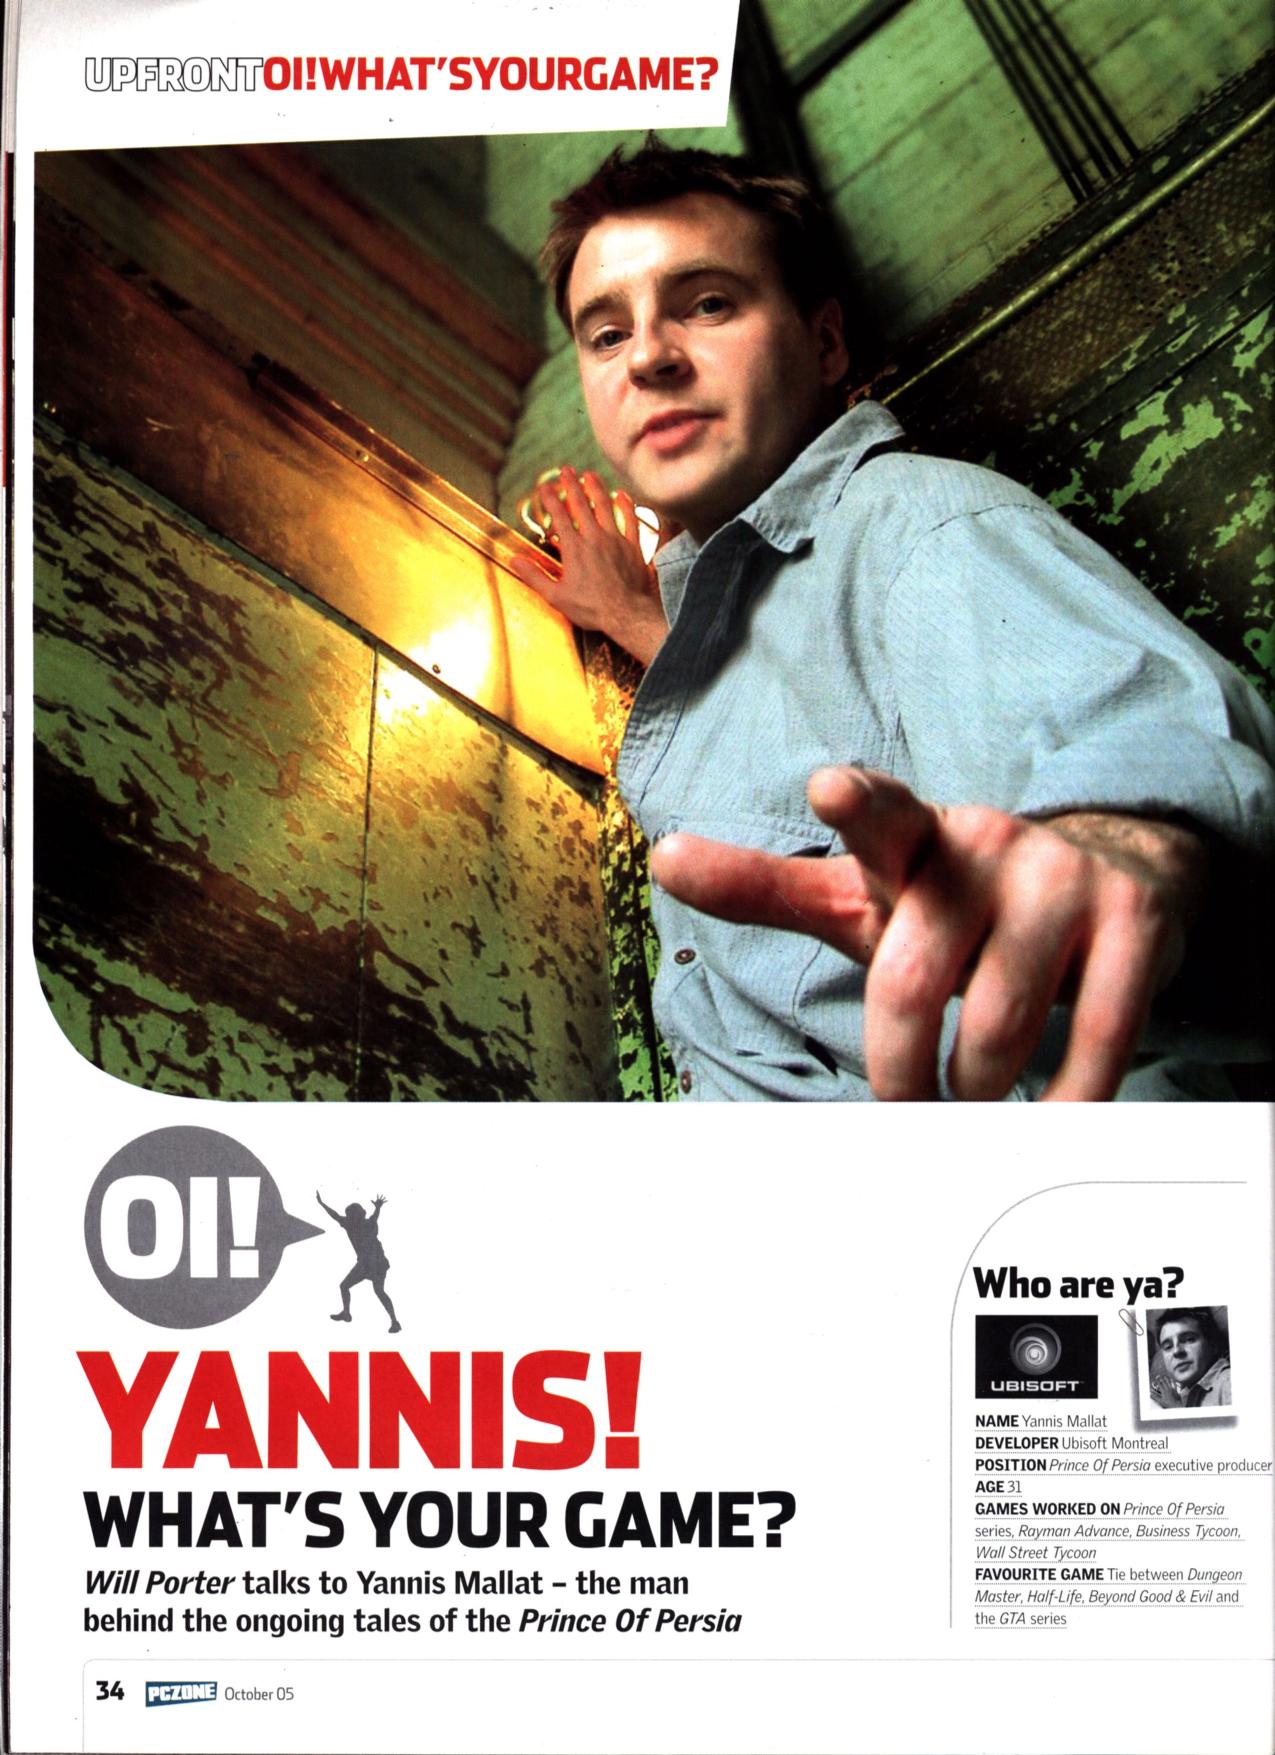 UPFRONTOI!WHAT'SYOURGAME?
OI!
YANNIS!
WHAT'S YOUR GAME?
Will Porter talks to Yannis Mallat – the man
behind the ongoing tales of the Prince Of Persia
Who are ya?
UBISOFT
NAME Yannis Mallat
DEVELOPER Ubisoft Montreal
POSITION Prince Of Persia executive producer
AGE 31
GAMES WORKED ON Prince Of Persia
series, Rayman Advance, Business Tycoon,
Wall Street Tycoon
FAVOURITE GAME Tie between Dungeon
Master, Half-Life, Beyond Good & Evil and
the GTA series
34 PCZONE October 05